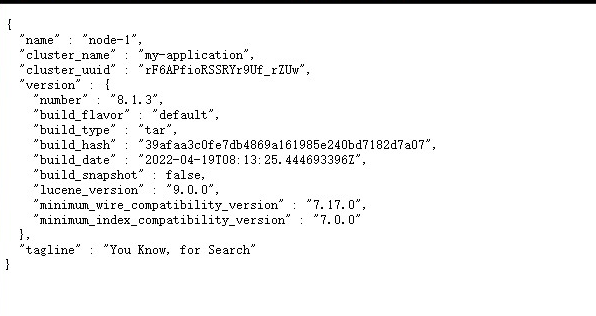 {
"name" : "node-1",
"cluster_name" : "my-application",
"cluster_uuid" : "rF6APfioRSSRYr9Uf_rZUw",
"version" : {
"number" : "8.1.3",
"build_flavor" : "default",
"build_type" : "tar",
"build_hash" : "39afaa3c0fe7db4869a161985e240bd7182d7a07",
"build_date" : "2022-04-19T08:13:25.444693396Z",
"build_snapshot" : false,
"lucene_version" : "9.0.0",
"minimum_wire_compatibility_version" : "7.17.0",
"minimum_index_compatibility_version" : "7.0.0"
},
"tagline" : "You Know, for Search"
}